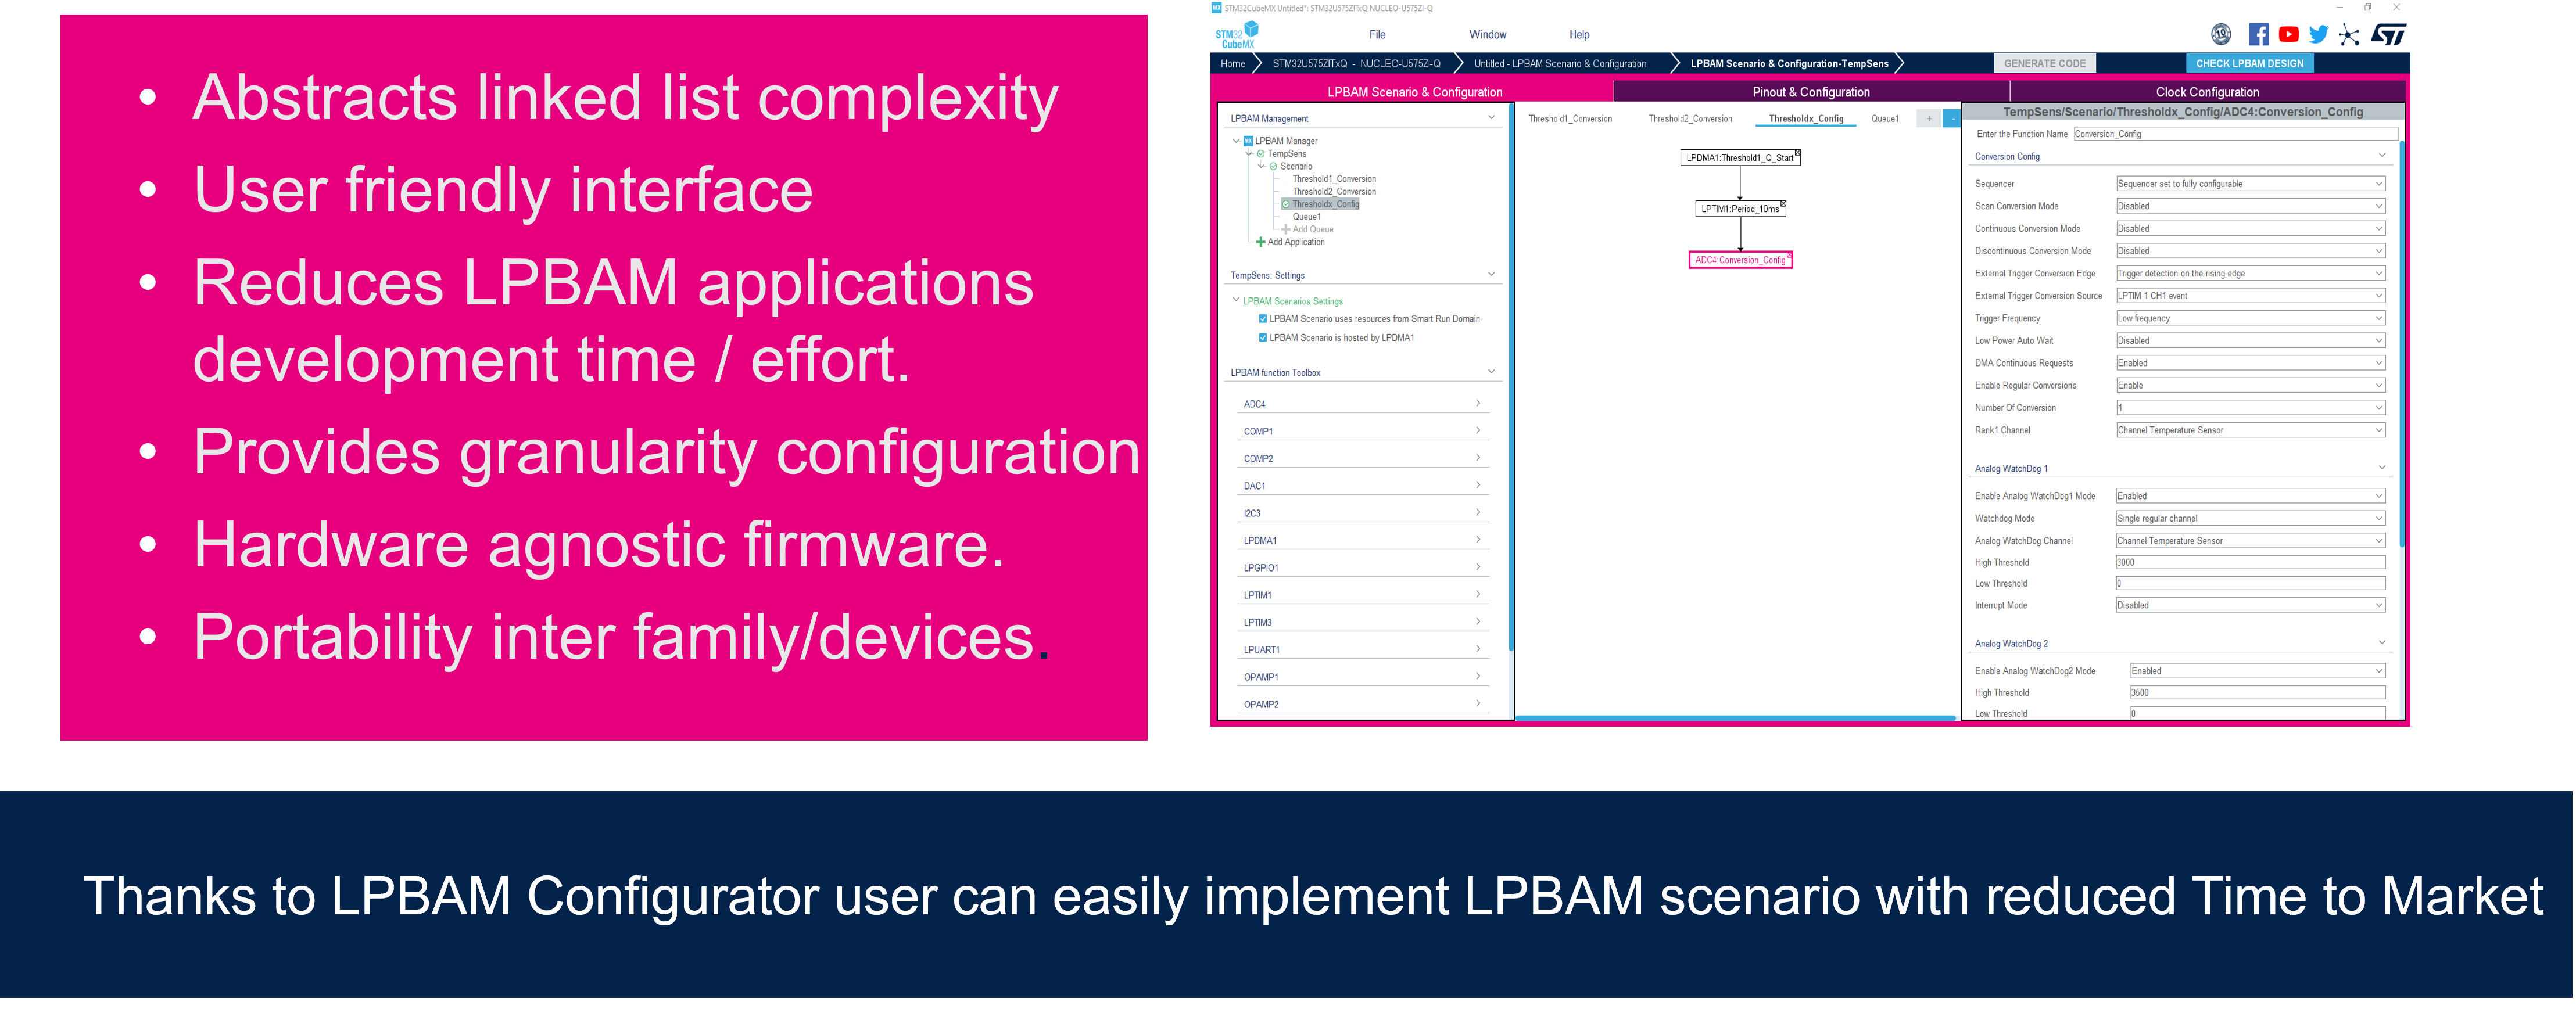 • Abstracts linked list complexity
• User friendly interface
• Reduces LPBAM applications
development time / effort.
• Provides granularity configuration
• Hardware agnostic firmware.
• Portability inter family/devices.
MX STM32CubeMX Untitled*: STM32U575ZITxQ NUCLEO-U575ZI-Q
STM32
CubeMX
File Window Help
10
Home STM32U575ZITxQ - NUCLEO-U575ZI-Q Untitled - LPBAM Scenario & Configuration LPBAM Scenario & Configuration-TempSens GENERATE CODE CHECK LPBAM DESIGN
LPBAM Scenario & Configuration Pinout & Configuration Clock Configuration
LPBAM Management
MX LPBAM Manager
TempSens
Scenario
Threshold1_Conversion
Threshold2_Conversion
Thresholdx_Config
Queue1
Add Queue
Add Application
TempSens: Settings
LPBAM Scenarios Settings
LPBAM Scenario uses resources from Smart Run Domain
LPBAM Scenario is hosted by LPDMA1
LPBAM function Toolbox
ADC4
COMP1
COMP2
DAC1
I2C3
LPDMA1
LPGPIO1
LPTIM1
LPTIM3
LPUART1
OPAMP1
OPAMP2
Threshold1_Conversion Threshold2_Conversion Thresholdx_Config Queue1 + -
LPDMA1:Threshold1_Q_Start
LPTIM1:Period_10ms
ADC4:Conversion_Config
TempSens/Scenario/Thresholdx_Config/ADC4:Conversion_Config
Enter the Function Name Conversion_Config
Conversion Config
Sequencer Sequencer set to fully configurable
Scan Conversion Mode Disabled
Continuous Conversion Mode Disabled
Discontinuous Conversion Mode Disabled
External Trigger Conversion Edge Trigger detection on the rising edge
External Trigger Conversion Source LPTIM 1 CH1 event
Trigger Frequency Low frequency
Low Power Auto Wait Disabled
DMA Continuous Requests Enabled
Enable Regular Conversions Enable
Number Of Conversion 1
Rank1 Channel Channel Temperature Sensor
Analog WatchDog 1
Enable Analog WatchDog1 Mode Enabled
Watchdog Mode Single regular channel
Analog WatchDog Channel Channel Temperature Sensor
High Threshold 3000
Low Threshold 0
Interrupt Mode Disabled
Analog WatchDog 2
Enable Analog WatchDog2 Mode Enabled
High Threshold 3500
Low Threshold 0
Thanks to LPBAM Configurator user can easily implement LPBAM scenario with reduced Time to Market